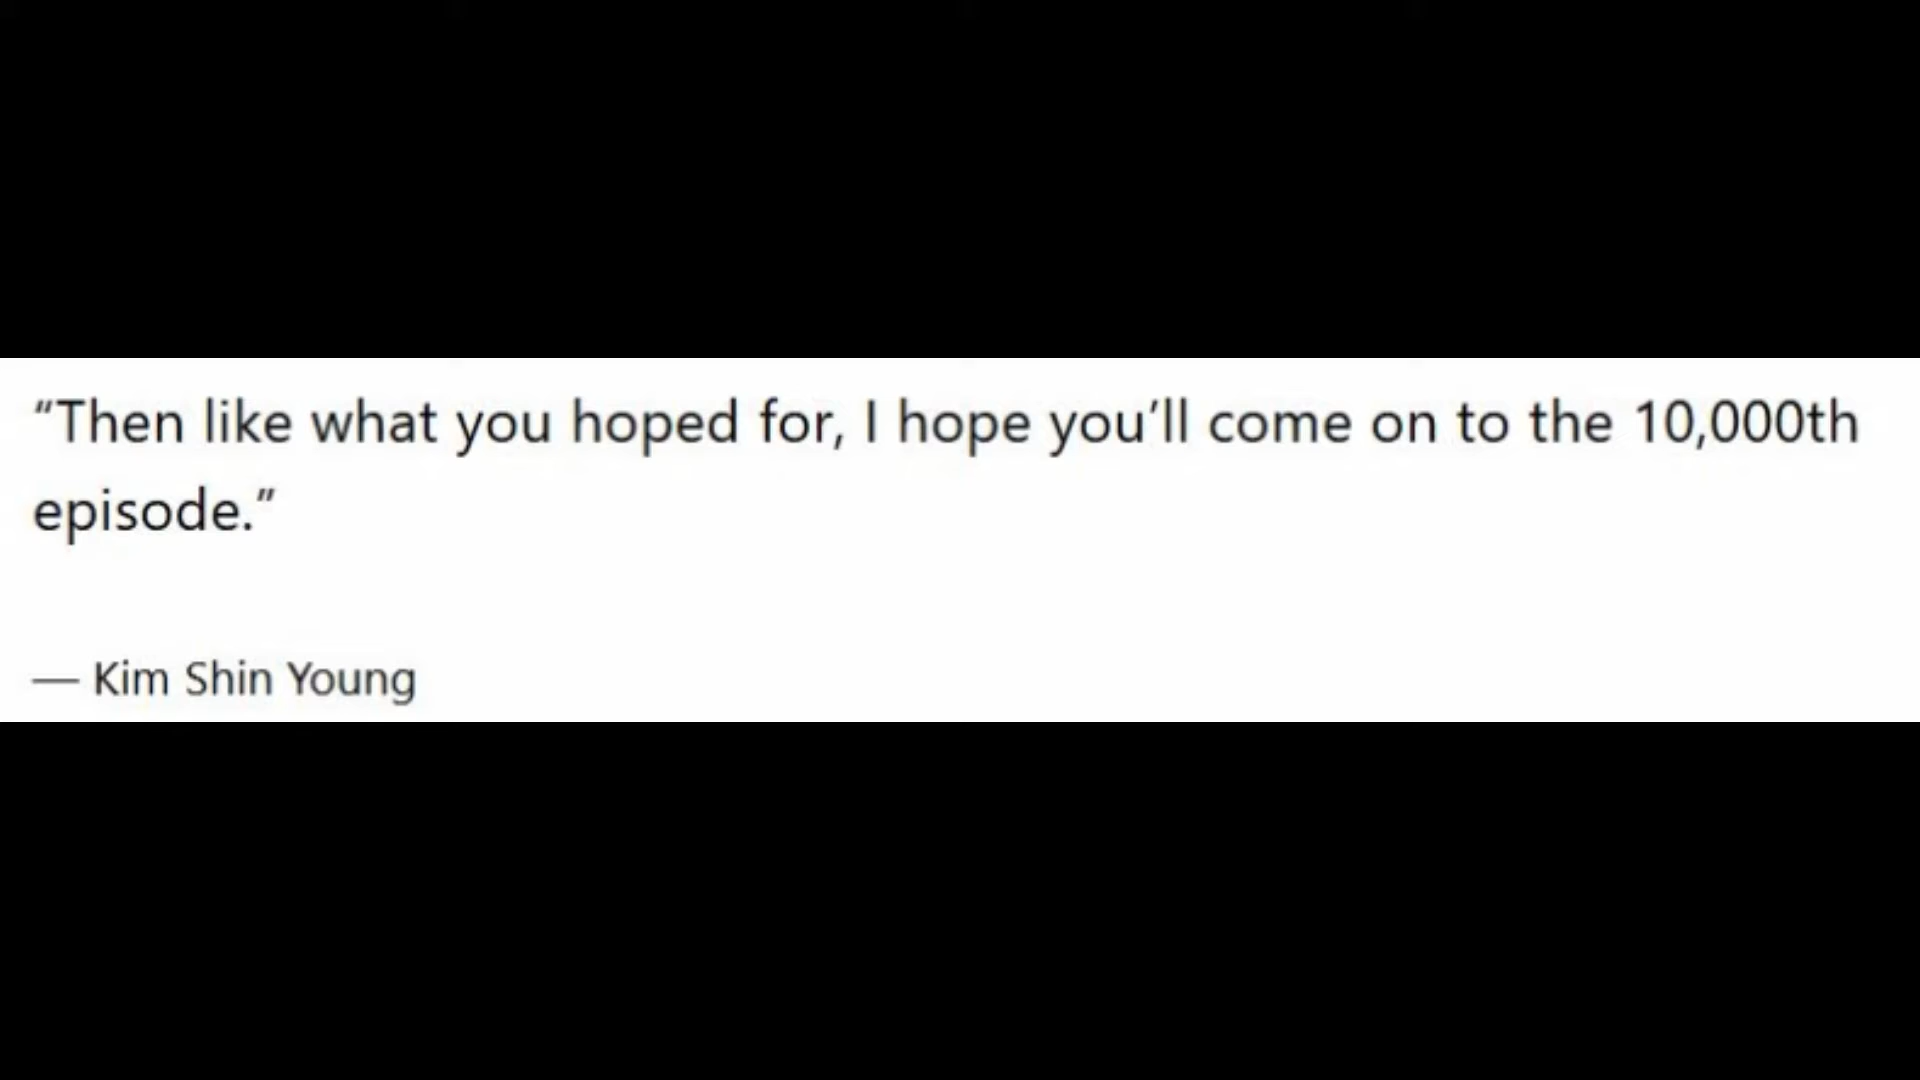 “Then like what you hoped for, I hope you’ll come on to the 10,000th
episode.”
— Kim Shin Young